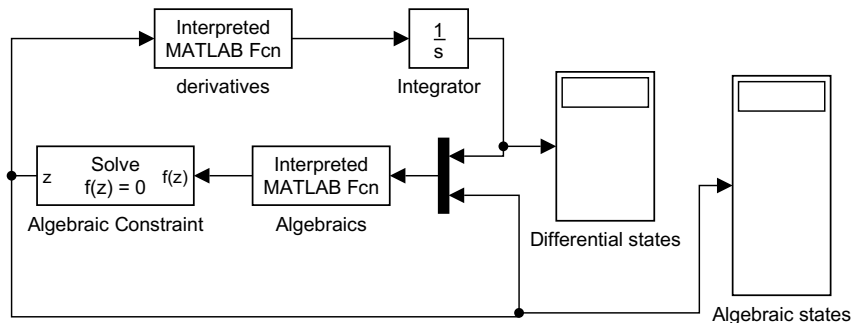 Interpreted
MATLAB Fcn
derivatives
1
s
Integrator
z
Solve
f(z) = 0
f(z)
Algebraic Constraint
Interpreted
MATLAB Fcn
Algebraics
Differential states
Algebraic states